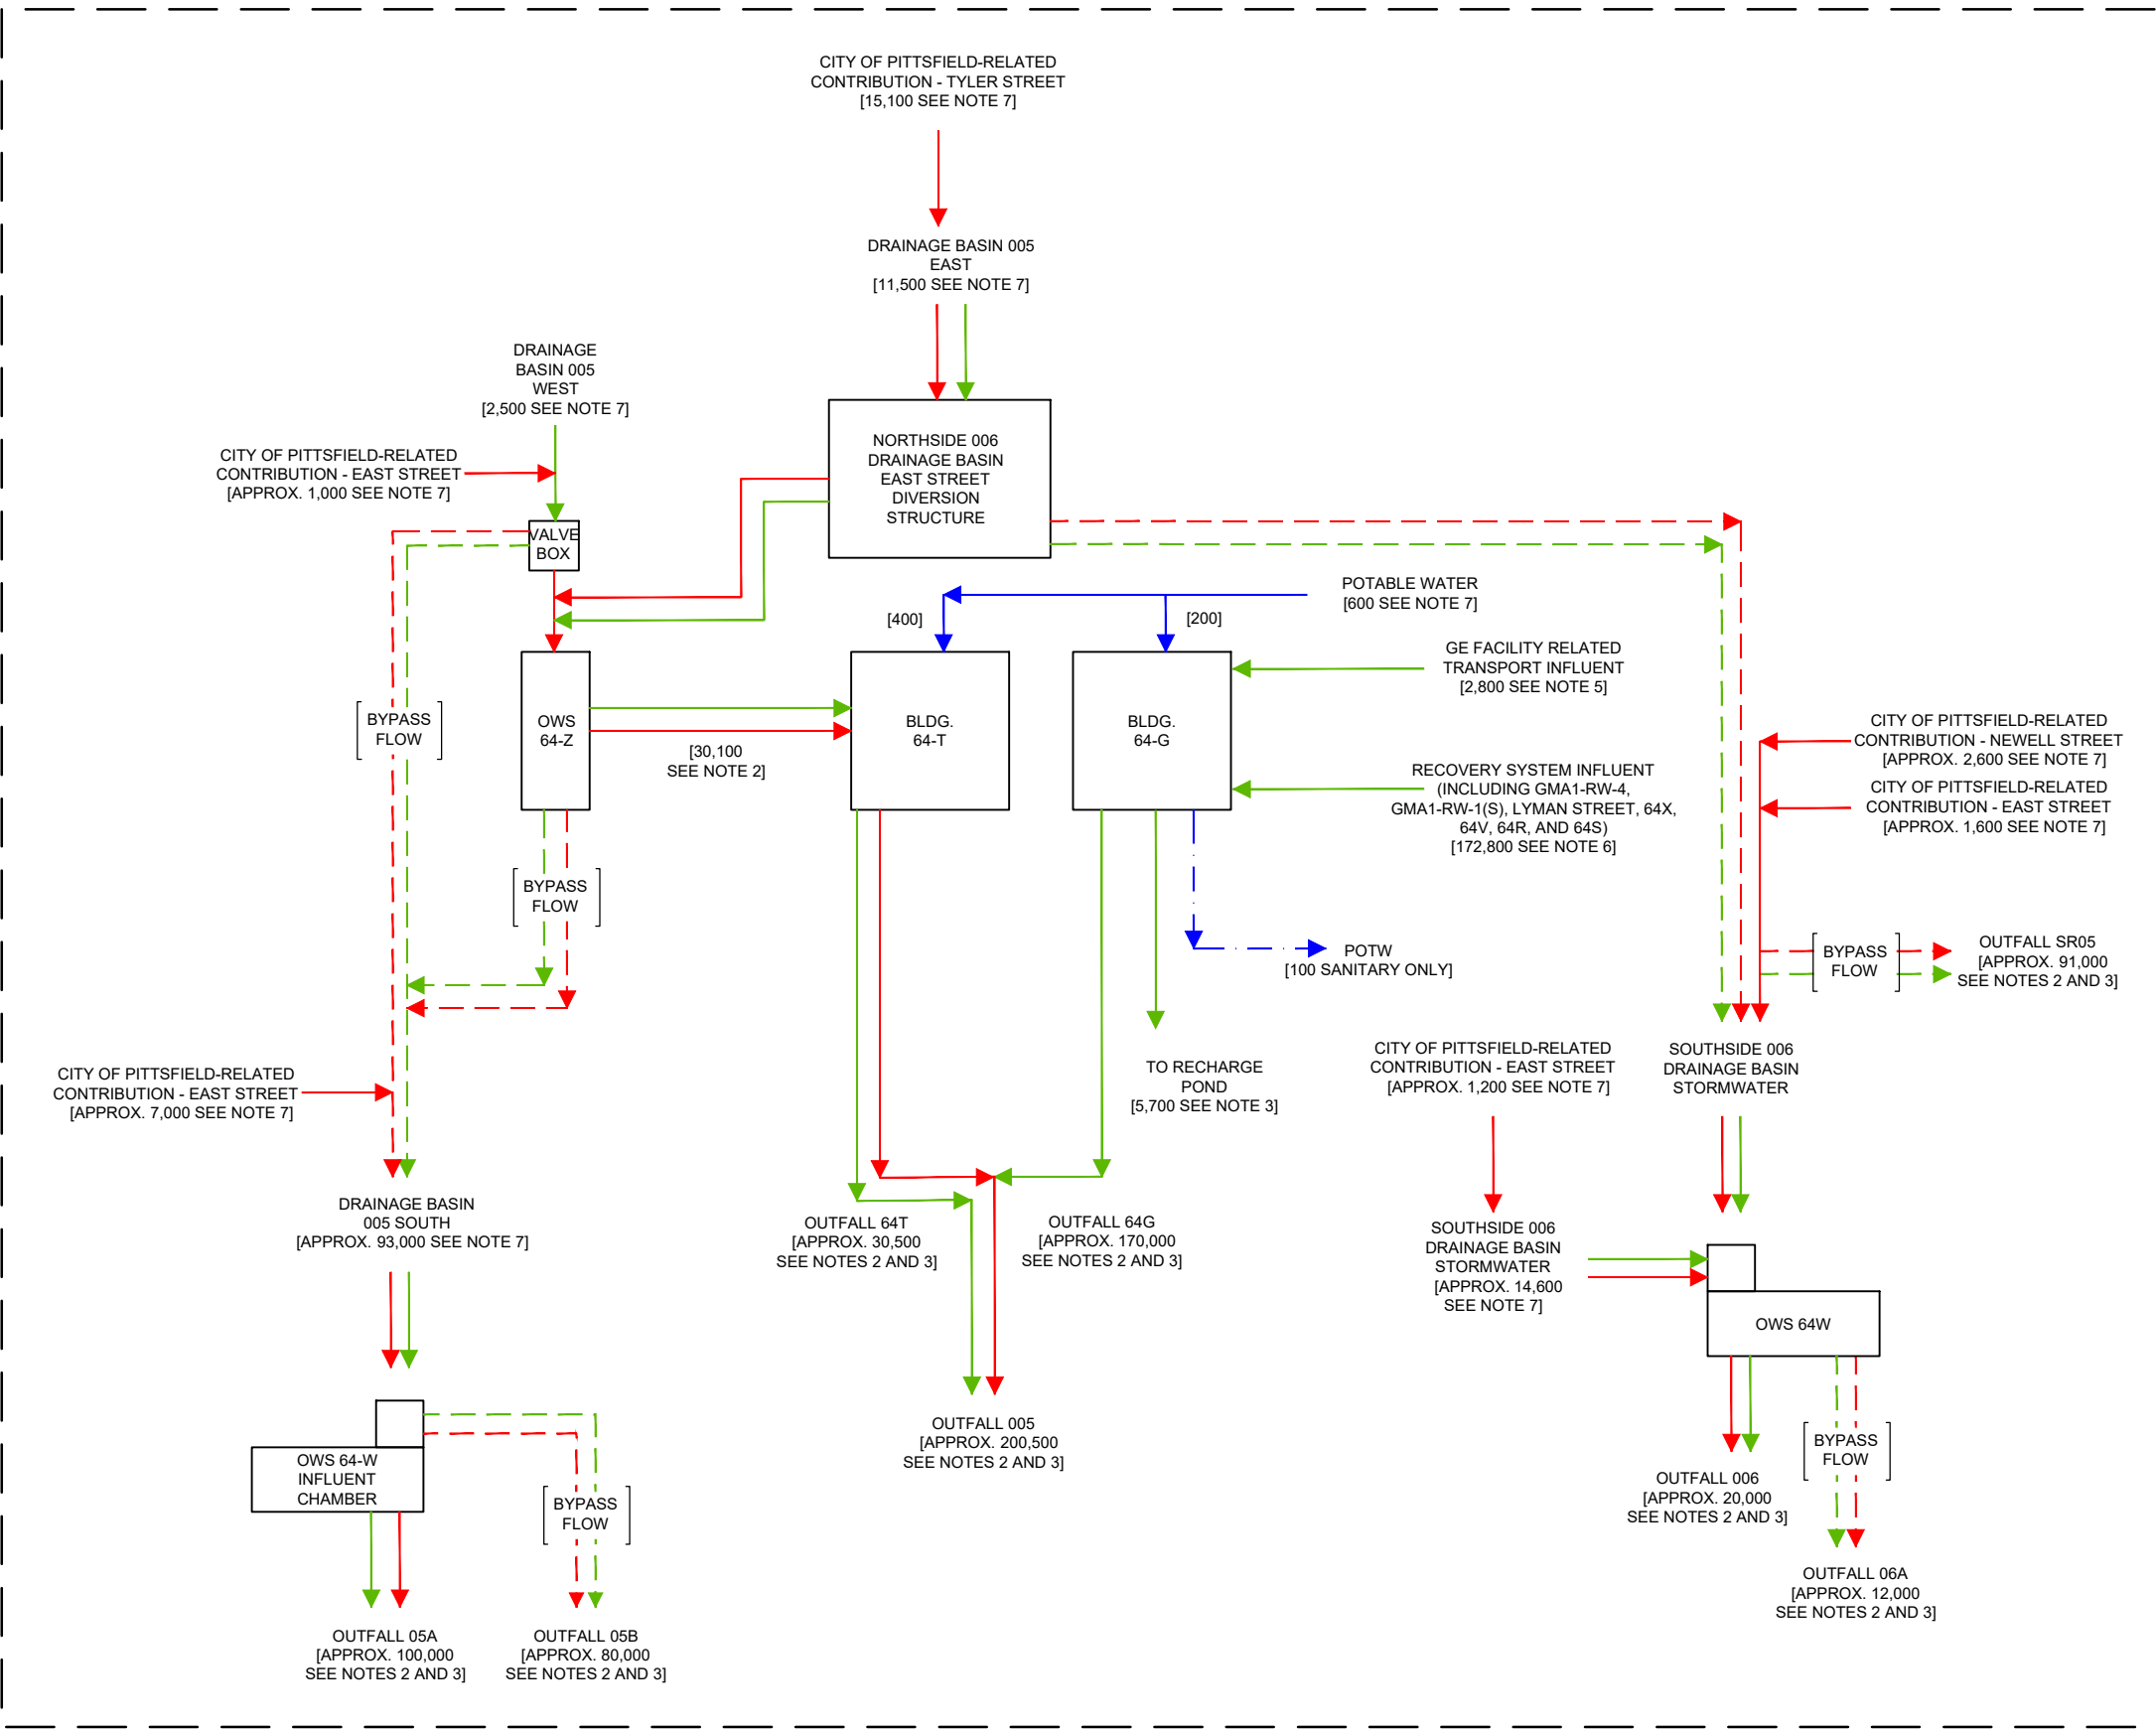 CITY OF PITTSFIELD-RELATED
CONTRIBUTION - TYLER STREET
[15,100 SEE NOTE 7]
DRAINAGE BASIN 005
EAST
[11,500 SEE NOTE 7]
DRAINAGE
BASIN 005
WEST
[2,500 SEE NOTE 7]
CITY OF PITTSFIELD-RELATED
CONTRIBUTION - EAST STREET
[APPROX. 1,000 SEE NOTE 7]
NORTHSIDE 006
DRAINAGE BASIN
EAST STREET
DIVERSION
STRUCTURE
VALVE
BOX
POTABLE WATER
[600 SEE NOTE 7]
[400]
[200]
GE FACILITY RELATED
TRANSPORT INFLUENT
[2,800 SEE NOTE 5]
BYPASS
FLOW
OWS
64-Z
[30,100
SEE NOTE 2]
BLDG.
64-T
BLDG.
64-G
CITY OF PITTSFIELD-RELATED
CONTRIBUTION - NEWELL STREET
[APPROX. 2,600 SEE NOTE 7]
RECOVERY SYSTEM INFLUENT
(INCLUDING GMA1-RW-4,
GMA1-RW-1(S), LYMAN STREET, 64X,
64V, 64R, AND 64S)
[172,800 SEE NOTE 6]
CITY OF PITTSFIELD-RELATED
CONTRIBUTION - EAST STREET
[APPROX. 1,600 SEE NOTE 7]
BYPASS
FLOW
POTW
[100 SANITARY ONLY]
BYPASS
FLOW
OUTFALL SR05
[APPROX. 91,000
SEE NOTES 2 AND 3]
CITY OF PITTSFIELD-RELATED
CONTRIBUTION - EAST STREET
[APPROX. 7,000 SEE NOTE 7]
TO RECHARGE
POND
[5,700 SEE NOTE 3]
CITY OF PITTSFIELD-RELATED
CONTRIBUTION - EAST STREET
[APPROX. 1,200 SEE NOTE 7]
SOUTHSIDE 006
DRAINAGE BASIN
STORMWATER
DRAINAGE BASIN
005 SOUTH
[APPROX. 93,000 SEE NOTE 7]
OUTFALL 64T
[APPROX. 30,500
SEE NOTES 2 AND 3]
OUTFALL 64G
[APPROX. 170,000
SEE NOTES 2 AND 3]
SOUTHSIDE 006
DRAINAGE BASIN
STORMWATER
[APPROX. 14,600
SEE NOTE 7]
OWS 64W
OUTFALL 005
[APPROX. 200,500
SEE NOTES 2 AND 3]
OWS 64-W
INFLUENT
CHAMBER
BYPASS
FLOW
OUTFALL 006
[APPROX. 20,000
SEE NOTES 2 AND 3]
BYPASS
FLOW
OUTFALL 06A
[APPROX. 12,000
SEE NOTES 2 AND 3]
OUTFALL 05A
[APPROX. 100,000
SEE NOTES 2 AND 3]
OUTFALL 05B
[APPROX. 80,000
SEE NOTES 2 AND 3]